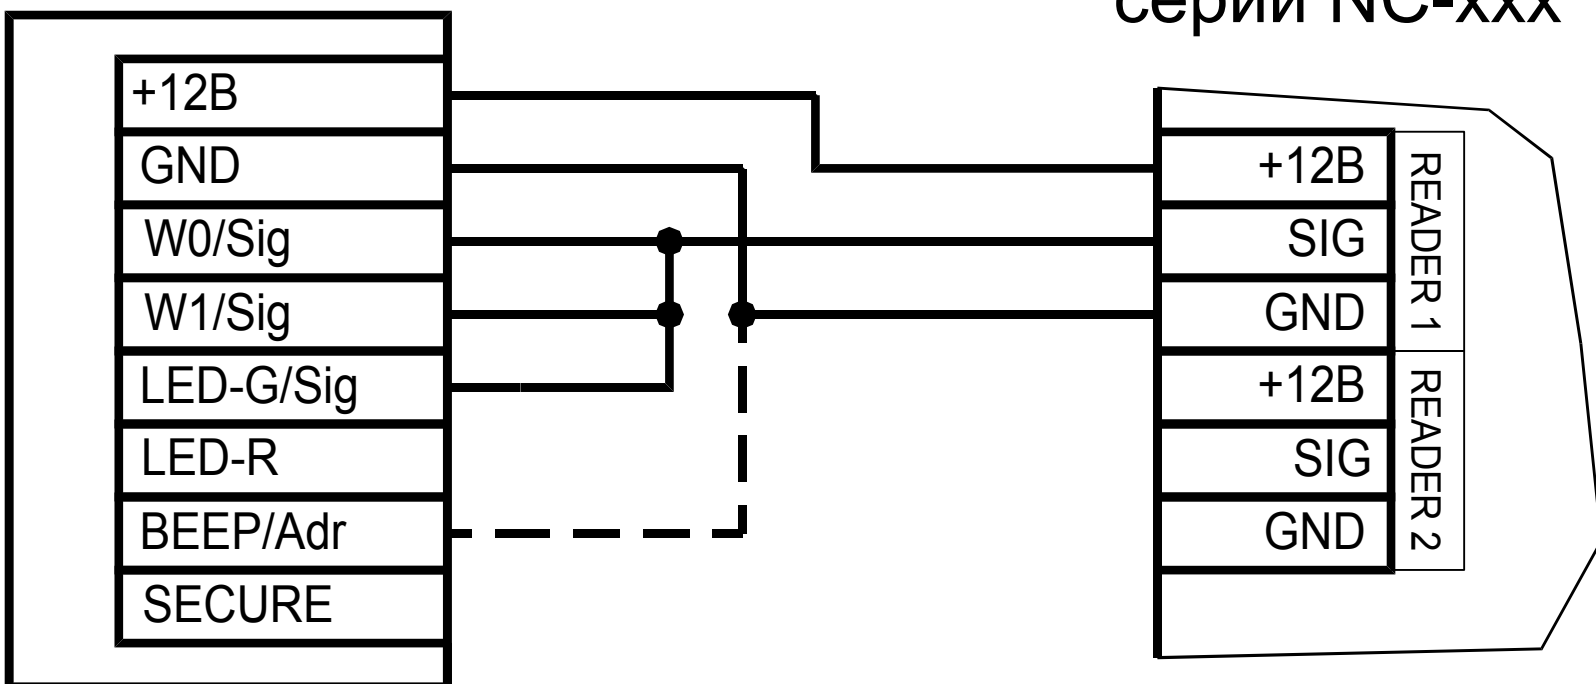 серии NC-xxx
+12В
GND
W0/Sig
W1/Sig
LED-G/Sig
LED-R
BEEP/Adr
SECURE
+12В
SIG
GND
+12В
SIG
GND
READER 1
READER 2